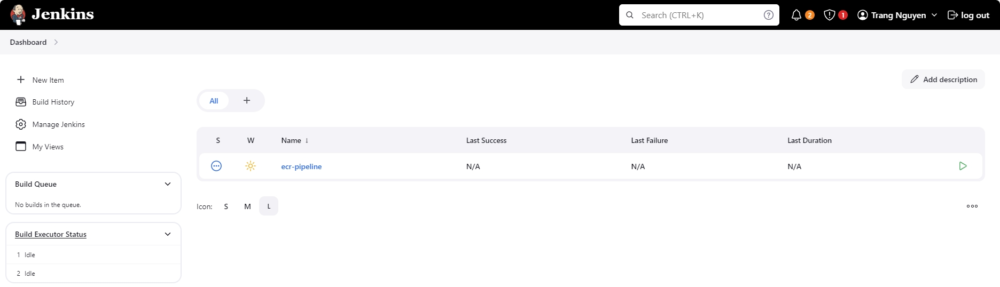 Jenkins
Search (CTRL+K)
?
2
1
Trang Nguyen
log out
Dashboard
New Item
Build History
Manage Jenkins
My Views
Build Queue
No builds in the queue.
Build Executor Status
1 Idle
2 Idle
Add description
All +
S W Name ↓ Last Success Last Failure Last Duration
ecr-pipeline N/A N/A N/A
Icon: S M L